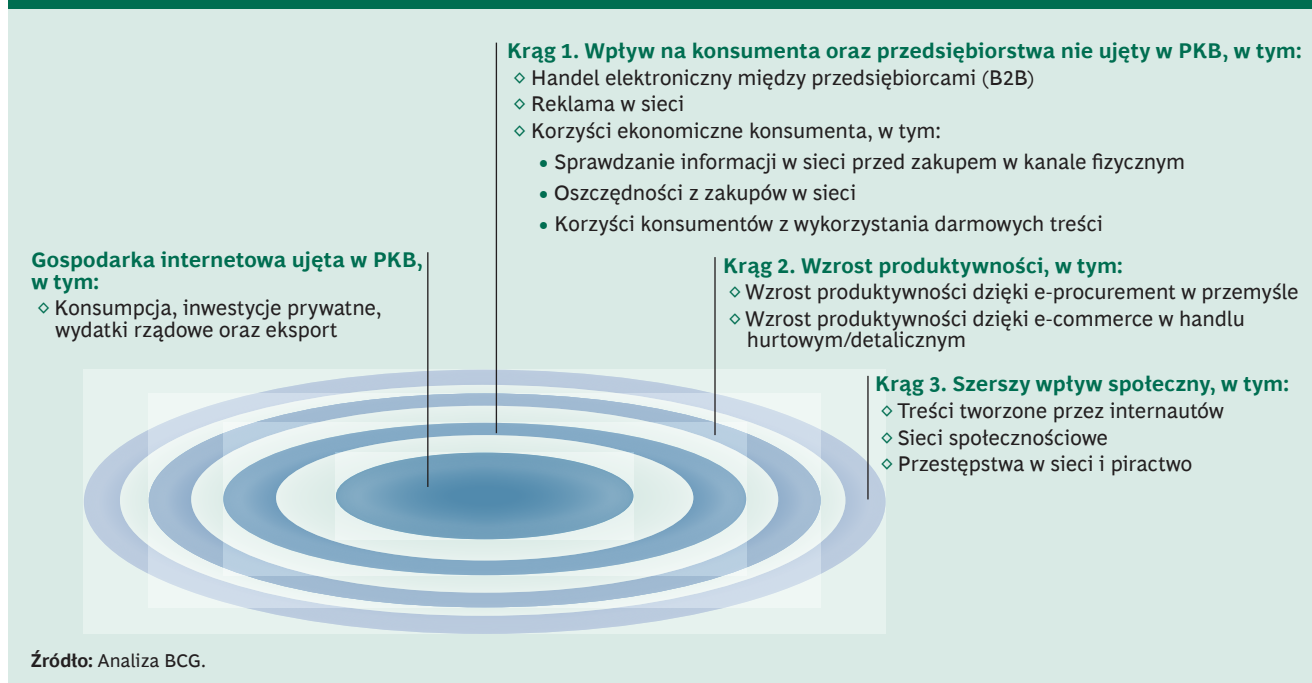 Krąg 1. Wpływ na konsumenta oraz przedsiębiorstwa nie ujęty w PKB, w tym:
◇ Handel elektroniczny między przedsiębiorcami (B2B)
◇ Reklama w sieci
◇ Korzyści ekonomiczne konsumenta, w tym:
• Sprawdzanie informacji w sieci przed zakupem w kanale fizycznym
• Oszczędności z zakupów w sieci
• Korzyści konsumentów z wykorzystania darmowych treści
Gospodarka internetowa ujęta w PKB,
w tym:
◇ Konsumpcja, inwestycje prywatne,
wydatki rządowe oraz eksport
Krąg 2. Wzrost produktywności, w tym:
◇ Wzrost produktywności dzięki e-procurement w przemyśle
◇ Wzrost produktywności dzięki e-commerce w handlu
hurtowym/detalicznym
Krąg 3. Szerszy wpływ społeczny, w tym:
◇ Treści tworzone przez internautów
◇ Sieci społecznościowe
◇ Przestępstwa w sieci i piractwo
Źródło: Analiza BCG.